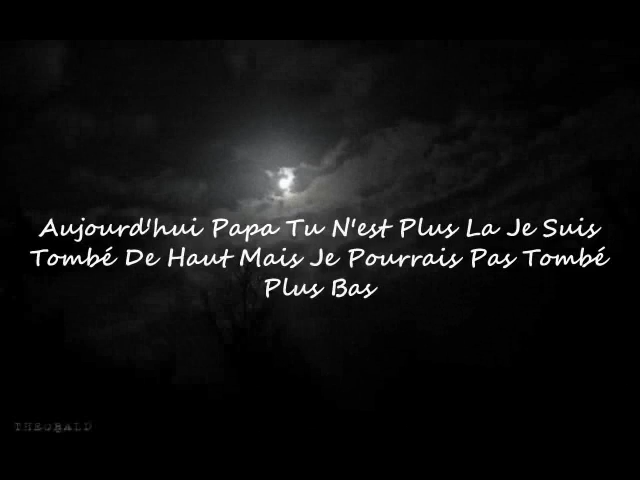 Aujourd'hui Papa Tu N'est Plus La Je Suis
Tombé De Haut Mais Je Pourrais Pas Tombé
Plus Bas
THEOBALD